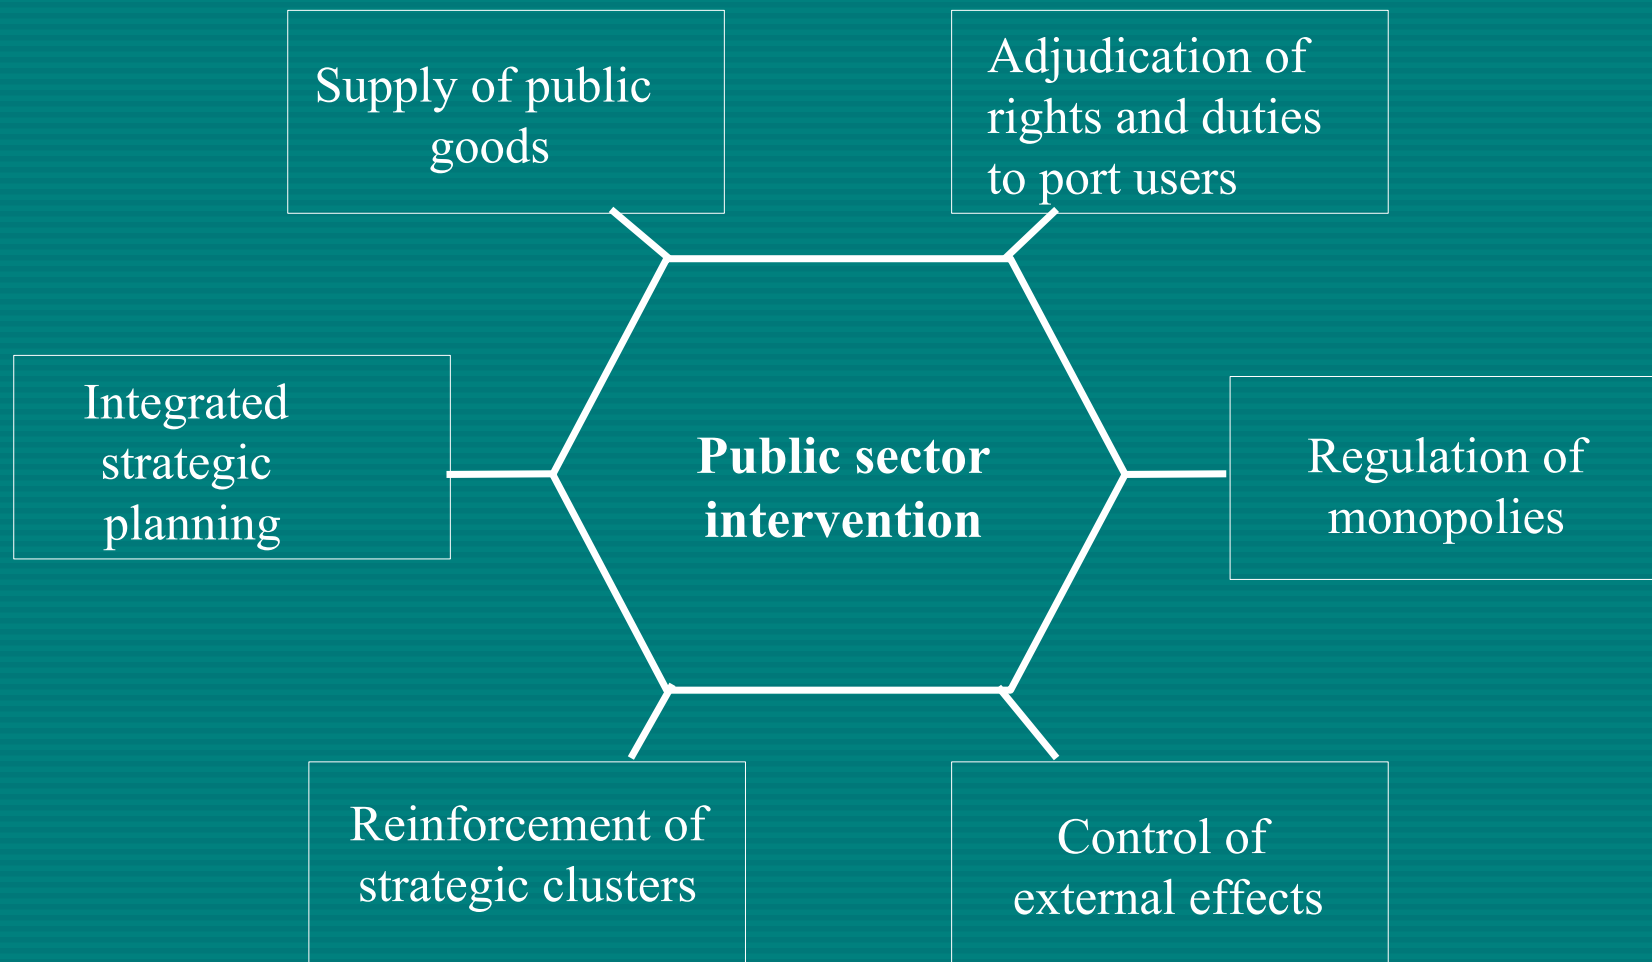 Supply of public
goods
Adjudication of
rights and duties
to port users
Integrated
strategic
planning
Public sector
intervention
Regulation of
monopolies
Reinforcement of
strategic clusters
Control of
external effects